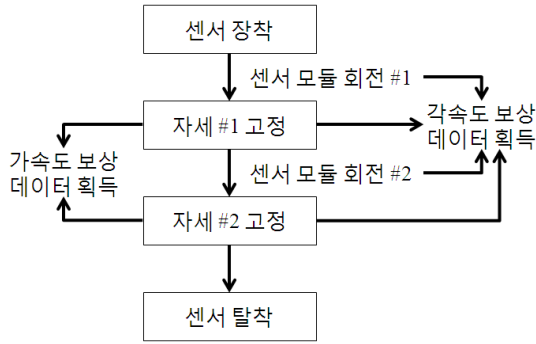 센서 장착
센서 모듈 회전 #1
자세 #1 고정
각속도 보상
데이터 획득
가속도 보상
데이터 획득
센서 모듈 회전 #2
자세 #2 고정
센서 탈착